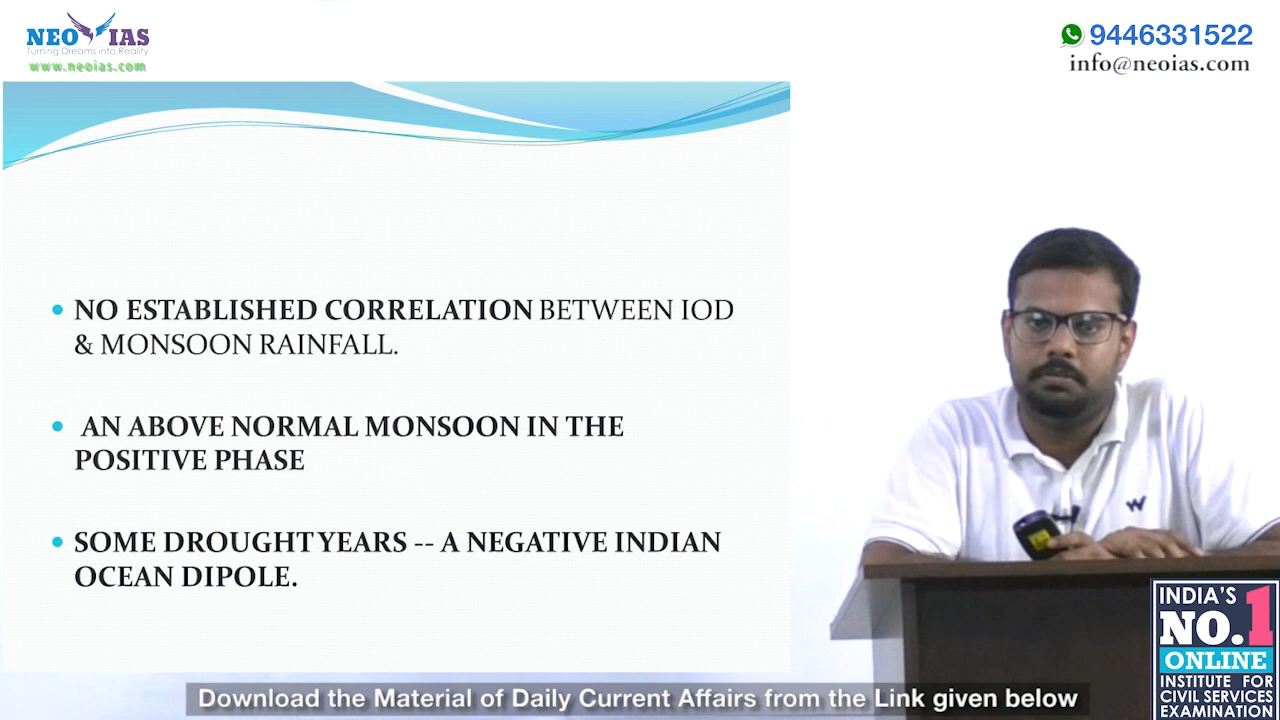 NEO IAS
Turning Dreams into Reality
www.neoias.com
9446331522
info@neoias.com
• NO ESTABLISHED CORRELATION BETWEEN IOD
& MONSOON RAINFALL.
• AN ABOVE NORMAL MONSOON IN THE
POSITIVE PHASE
• SOME DROUGHT YEARS -- A NEGATIVE INDIAN
OCEAN DIPOLE.
W
INDIA'S
NO.1
ONLINE
INSTITUTE FOR
CIVIL SERVICES
EXAMINATION
Download the Material of Daily Current Affairs from the Link given below